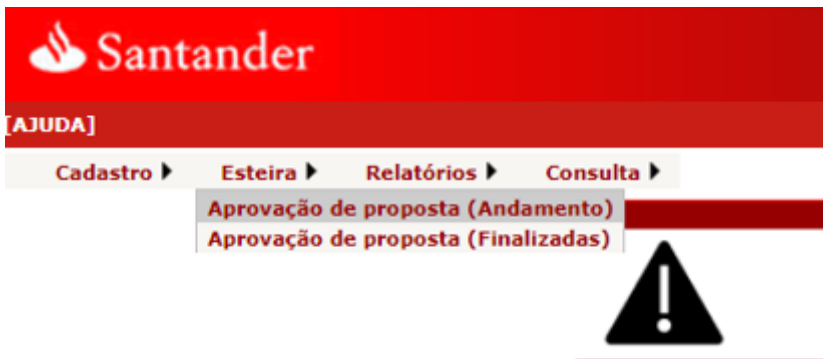 Santander
[AJUDA]
Cadastro Esteira Relatórios Consulta
Aprovação de proposta (Andamento)
Aprovação de proposta (Finalizadas)